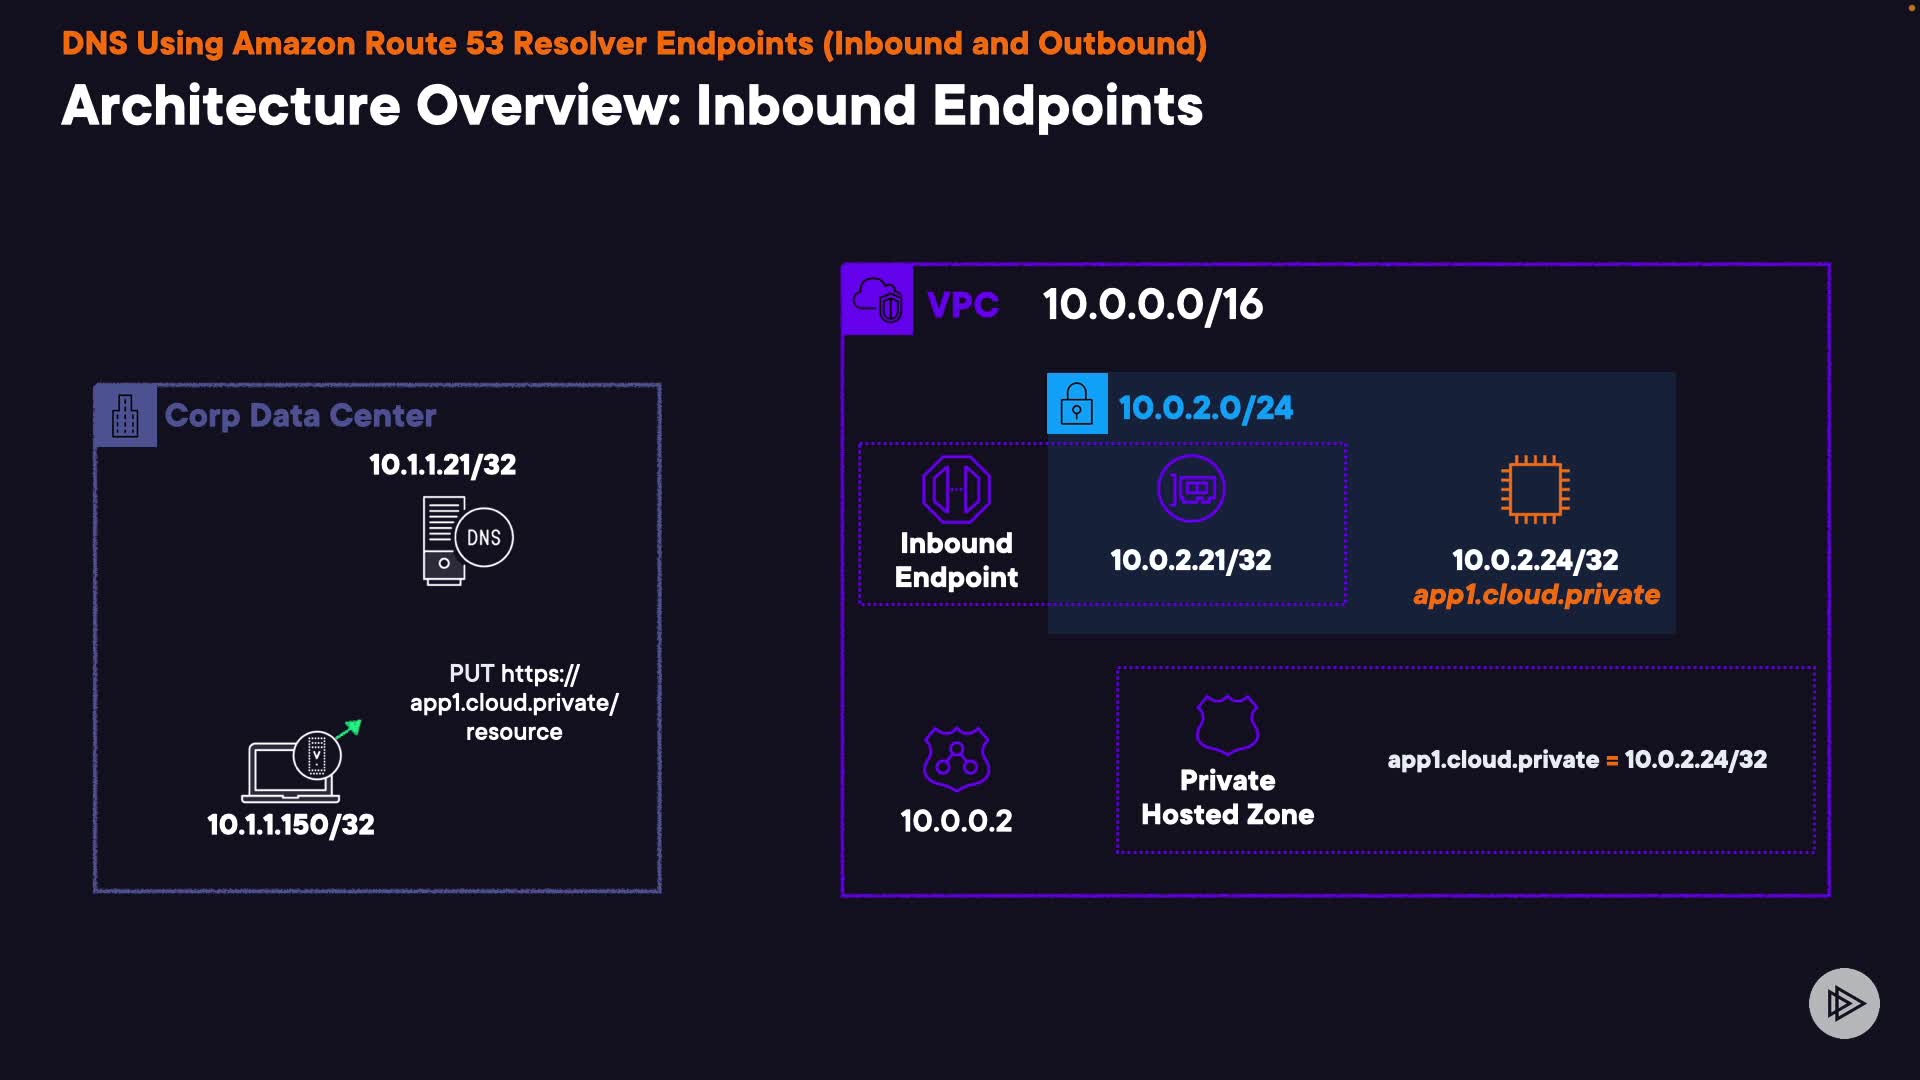 DNS Using Amazon Route 53 Resolver Endpoints (Inbound and Outbound)
Architecture Overview: Inbound Endpoints
Corp Data Center
10.1.1.21/32
DNS
PUT https://
app1.cloud.private/
resource
V
10.1.1.150/32
VPC
10.0.0.0/16
10.0.2.0/24
Inbound
Endpoint
10.0.2.21/32
10.0.2.24/32
app1.cloud.private
10.0.0.2
Private
Hosted Zone
app1.cloud.private = 10.0.2.24/32